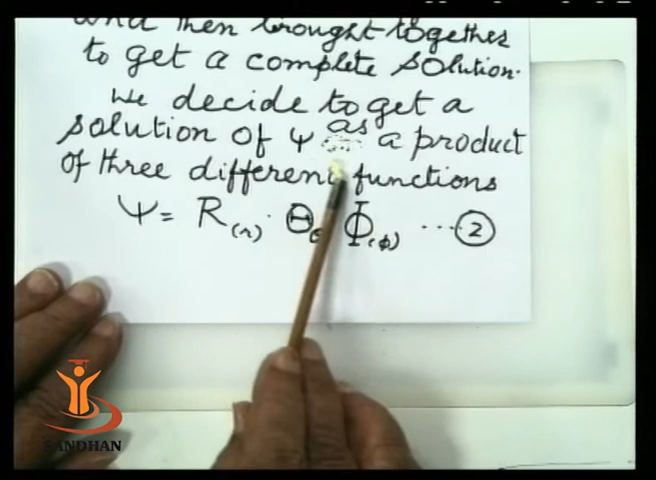 and then brought together
to get a complete solution.
We decide to get a
solution of Ψ as a product
of three different functions
Ψ = R(r) · Θ Φ(φ) ... ②
SANDHAN